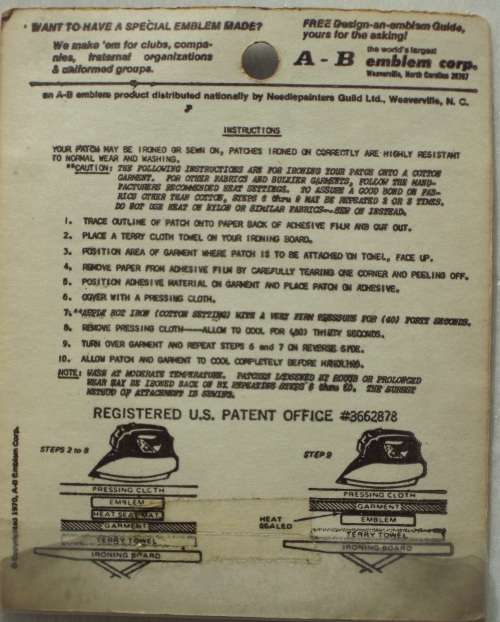 WANT TO HAVE A SPECIAL EMBLEM MADE?
We make 'em for clubs, compa-
nies, fraternal organizations
& uniformed groups.
FREE Design-an-emblem Guide,
yours for the asking!
the world's largest
A - B emblem corp.
Weaverville, North Carolina 28787
an A-B emblem product distributed nationally by Needlepainters Guild Ltd., Weaverville, N. C.
INSTRUCTIONS
YOUR PATCH MAY BE IRONED OR SEWN ON, PATCHES IRONED ON CORRECTLY ARE HIGHLY RESISTANT
TO NORMAL WEAR AND WASHING.
**CAUTION: THE FOLLOWING INSTRUCTIONS ARE FOR IRONING YOUR PATCH ONTO A COTTON
GARMENT. FOR OTHER FABRICS AND BULKIER GARMENTS, FOLLOW THE MANU-
FACTURERS RECOMMENDED HEAT SETTINGS. TO ASSURE A GOOD BOND ON FAB-
RICS OTHER THAN COTTON, STEPS 6 thru 9 MAY BE REPEATED 2 OR 3 TIMES.
DO NOT USE HEAT ON NYLON OR SIMILAR FABRICS--SEW ON INSTEAD.
1. TRACE OUTLINE OF PATCH ONTO PAPER BACK OF ADHESIVE FILM AND CUT OUT.
2. PLACE A TERRY CLOTH TOWEL ON YOUR IRONING BOARD.
3. POSITION AREA OF GARMENT WHERE PATCH IS TO BE ATTACHED ON TOWEL, FACE UP.
4. REMOVE PAPER FROM ADHESIVE FILM BY CAREFULLY TEARING ONE CORNER AND PEELING OFF.
5. POSITION ADHESIVE MATERIAL ON GARMENT AND PLACE PATCH ON ADHESIVE.
6. COVER WITH A PRESSING CLOTH.
7. **APPLY HOT IRON (COTTON SETTING) WITH A VERY FIRM PRESSURE FOR (40) FORTY SECONDS.
8. REMOVE PRESSING CLOTH----ALLOW TO COOL FOR (30) THIRTY SECONDS.
9. TURN OVER GARMENT AND REPEAT STEPS 6 and 7 ON REVERSE SIDE.
10. ALLOW PATCH AND GARMENT TO COOL COMPLETELY BEFORE HANDLING.
NOTE: WASH AT MODERATE TEMPERATURE. PATCHES LOOSENED BY ROUGH OR PROLONGED
WEAR MAY BE IRONED BACK ON BY REPEATING STEPS 6 thru 10. THE SUREST
METHOD OF ATTACHMENT IS SEWING.
REGISTERED U.S. PATENT OFFICE #3662878
STEPS 2 to 8
PRESSING CLOTH
EMBLEM
HEAT SEAT MAT.
GARMENT
TERRY TOWEL
IRONING BOARD
STEP 9
PRESSING CLOTH
GARMENT
HEAT
SEALED
EMBLEM
TERRY TOWEL
IRONING BOARD
© Copyrighted 1970, A-B Emblem Corp.